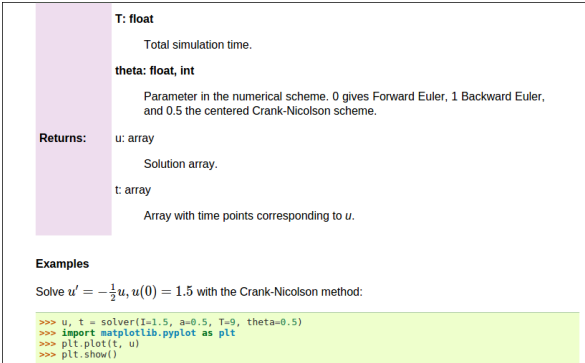 T: float
Total simulation time.
theta: float, int
Parameter in the numerical scheme. 0 gives Forward Euler, 1 Backward Euler,
and 0.5 the centered Crank-Nicolson scheme.
Returns: u: array
Solution array.
t: array
Array with time points corresponding to u.
Examples
Solve u′ = −½u, u(0) = 1.5 with the Crank-Nicolson method:
>>> u, t = solver(I=1.5, a=0.5, T=9, theta=0.5)
>>> import matplotlib.pyplot as plt
>>> plt.plot(t, u)
>>> plt.show()